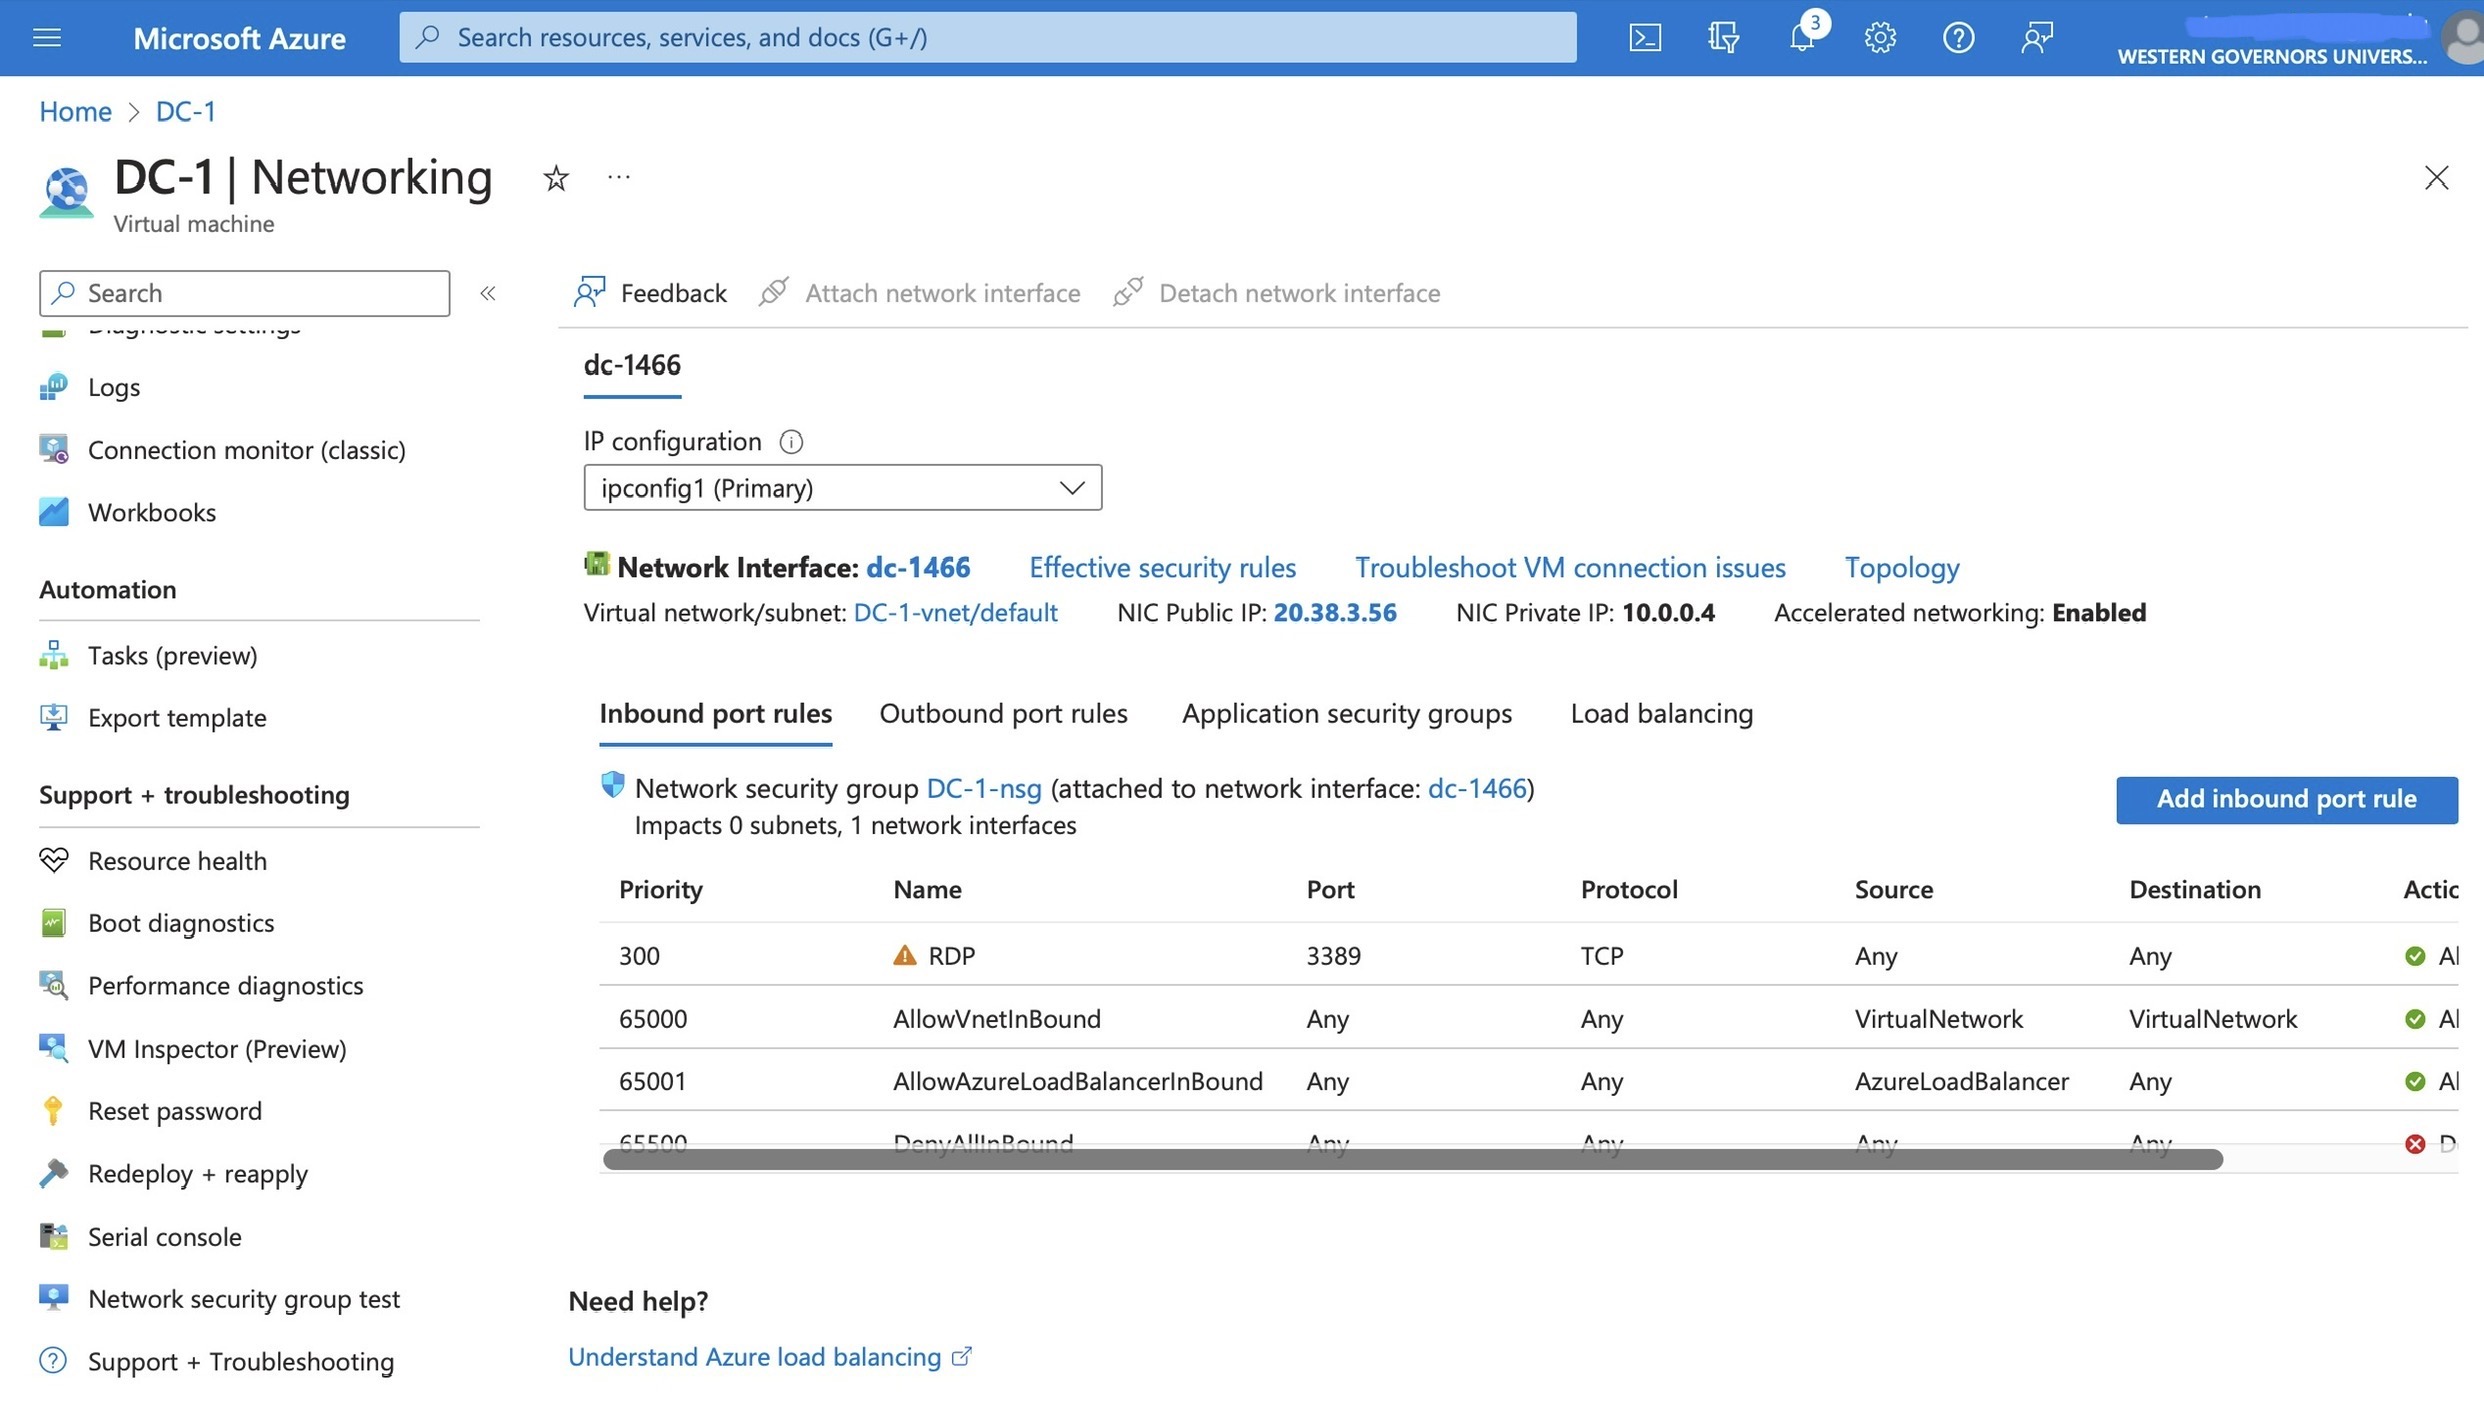 Microsoft Azure
Search resources, services, and docs (G+/)
3
WESTERN GOVERNORS UNIVERS...
Home > DC-1
DC-1 | Networking
Virtual machine
Search
Diagnostic settings
Logs
Connection monitor (classic)
Workbooks
Automation
Tasks (preview)
Export template
Support + troubleshooting
Resource health
Boot diagnostics
Performance diagnostics
VM Inspector (Preview)
Reset password
Redeploy + reapply
Serial console
Network security group test
Support + Troubleshooting
Feedback Attach network interface Detach network interface
dc-1466
IP configuration
ipconfig1 (Primary)
Network Interface: dc-1466 Effective security rules Troubleshoot VM connection issues Topology
Virtual network/subnet: DC-1-vnet/default NIC Public IP: 20.38.3.56 NIC Private IP: 10.0.0.4 Accelerated networking: Enabled
Inbound port rules Outbound port rules Application security groups Load balancing
Network security group DC-1-nsg (attached to network interface: dc-1466)
Impacts 0 subnets, 1 network interfaces
Add inbound port rule
Priority Name Port Protocol Source Destination Actic
300 RDP 3389 TCP Any Any Al
65000 AllowVnetInBound Any Any VirtualNetwork VirtualNetwork Al
65001 AllowAzureLoadBalancerInBound Any Any AzureLoadBalancer Any Al
65500 DenyAllInBound Any Any Any Any D
Need help?
Understand Azure load balancing